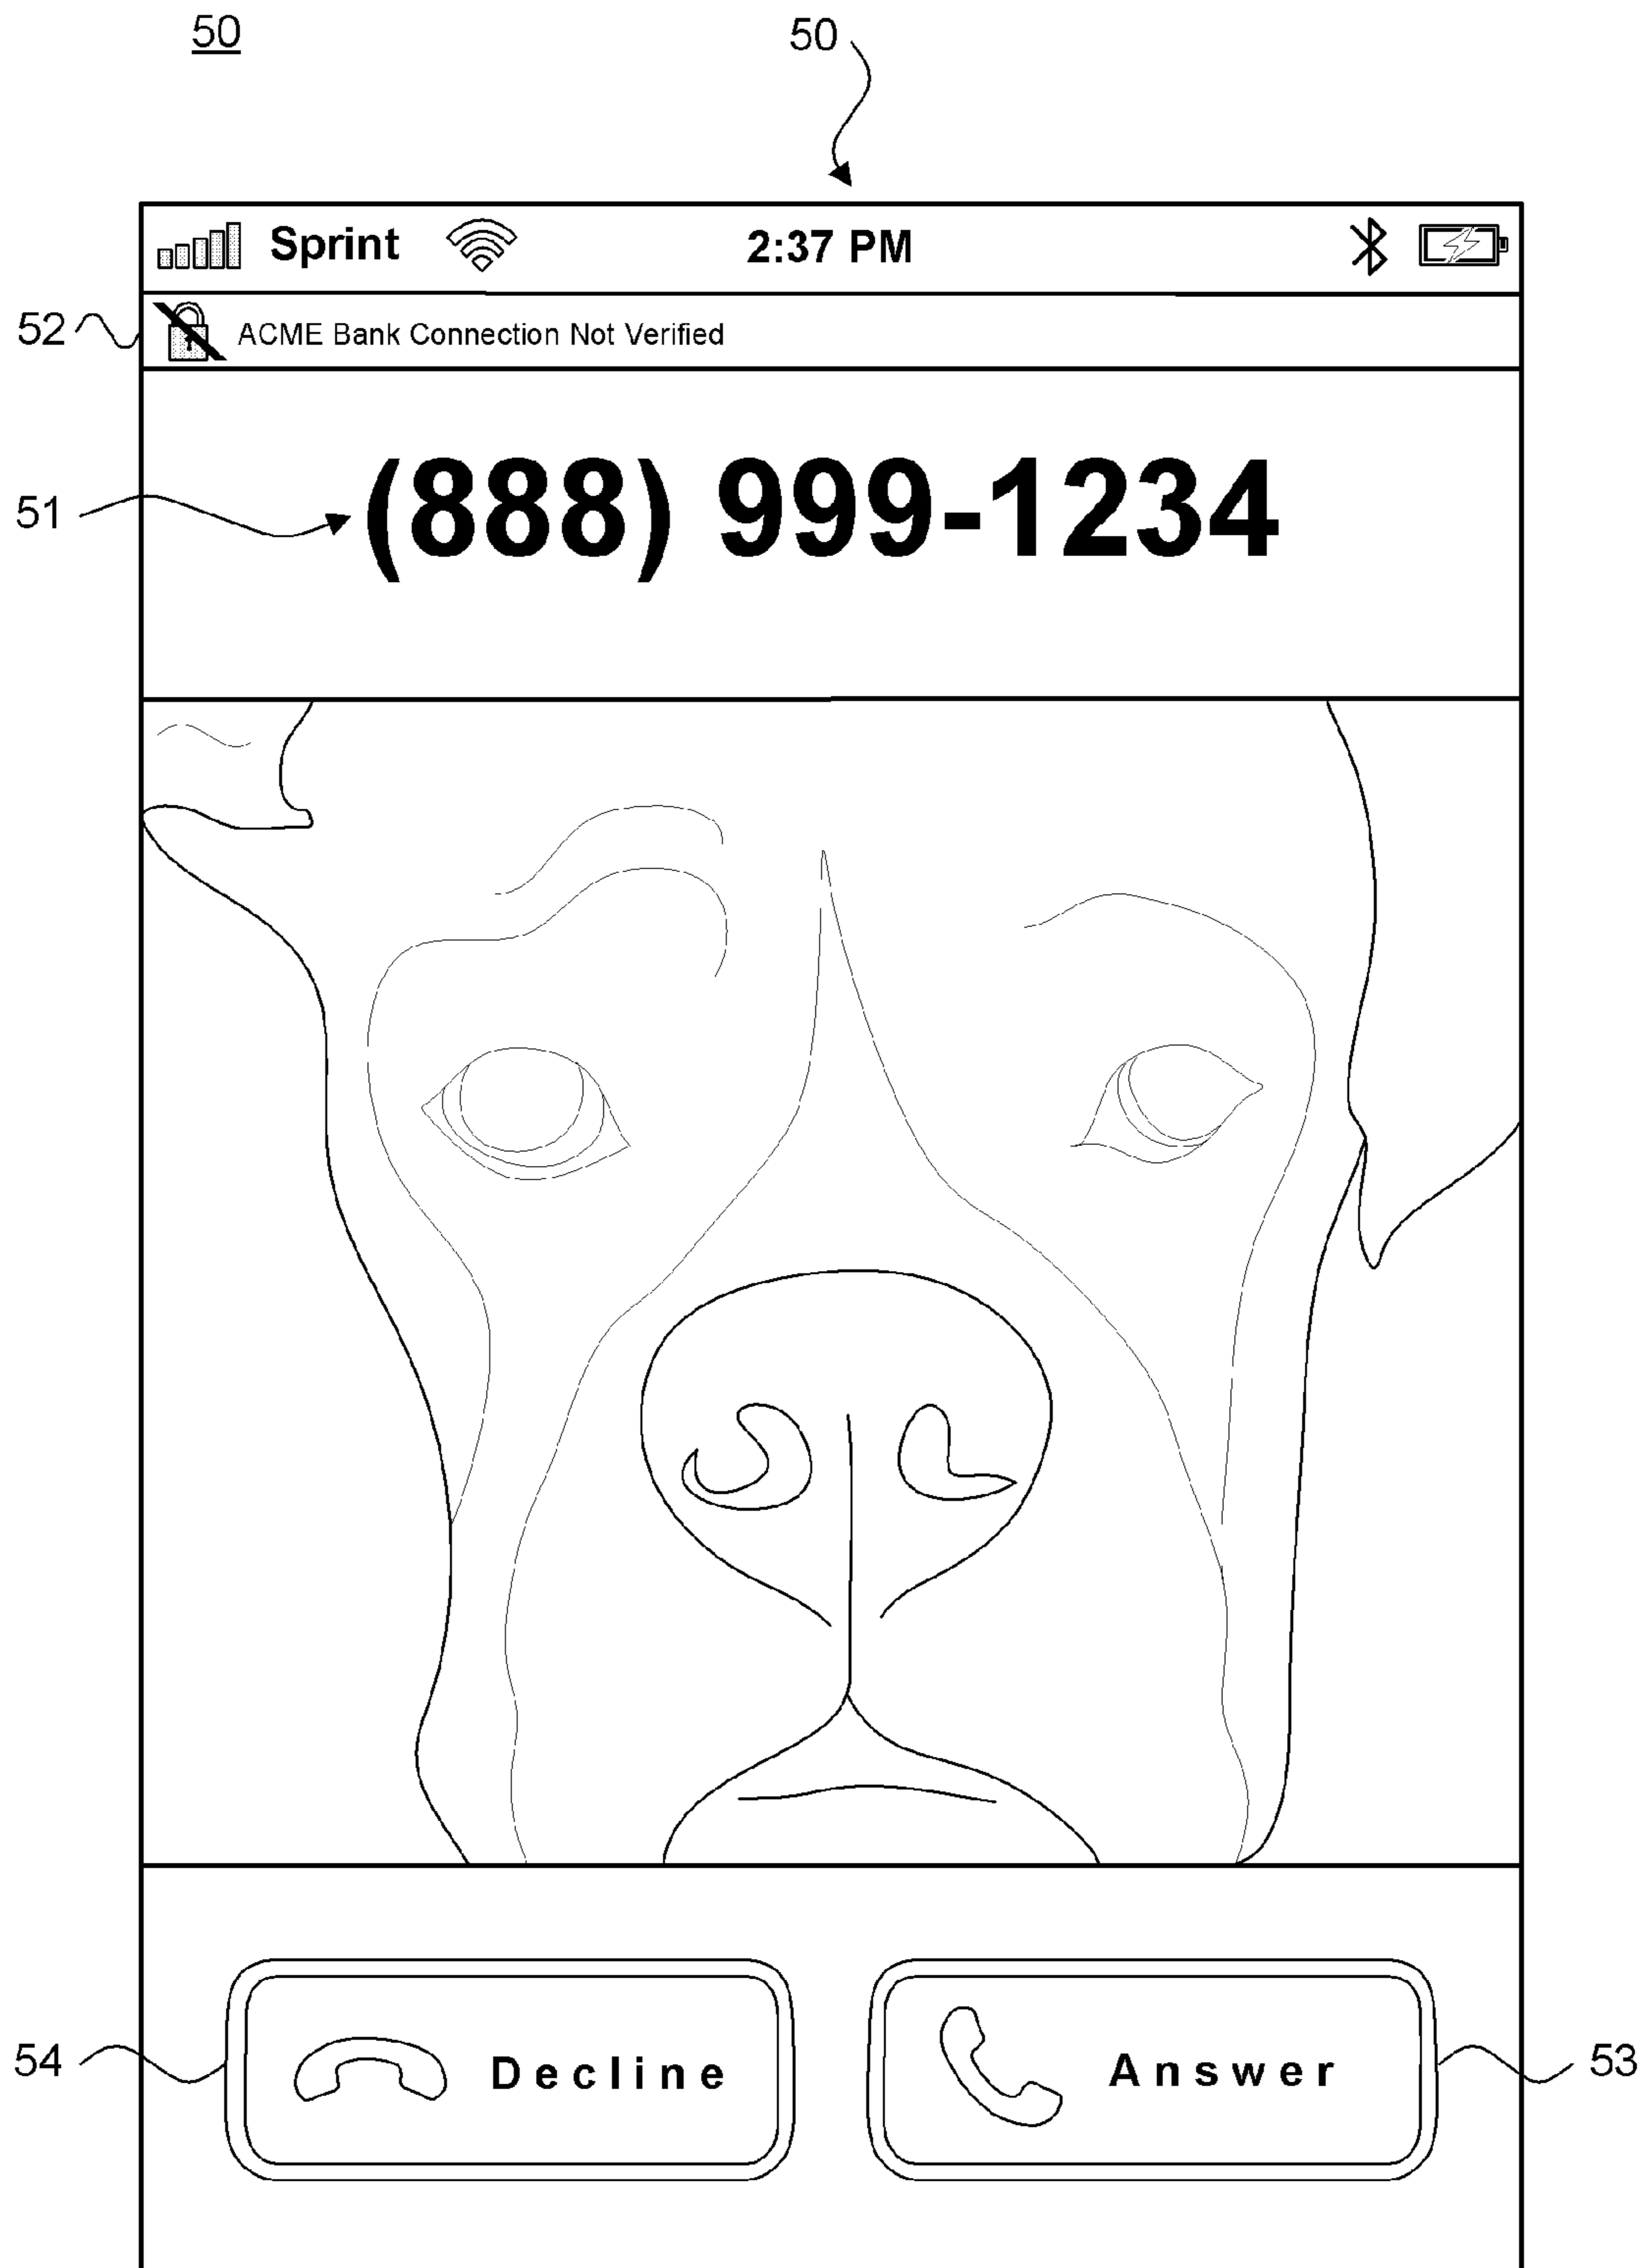 50
50
Sprint 2:37 PM
52
ACME Bank Connection Not Verified
51
(888) 999-1234
54
Decline
Answer
53